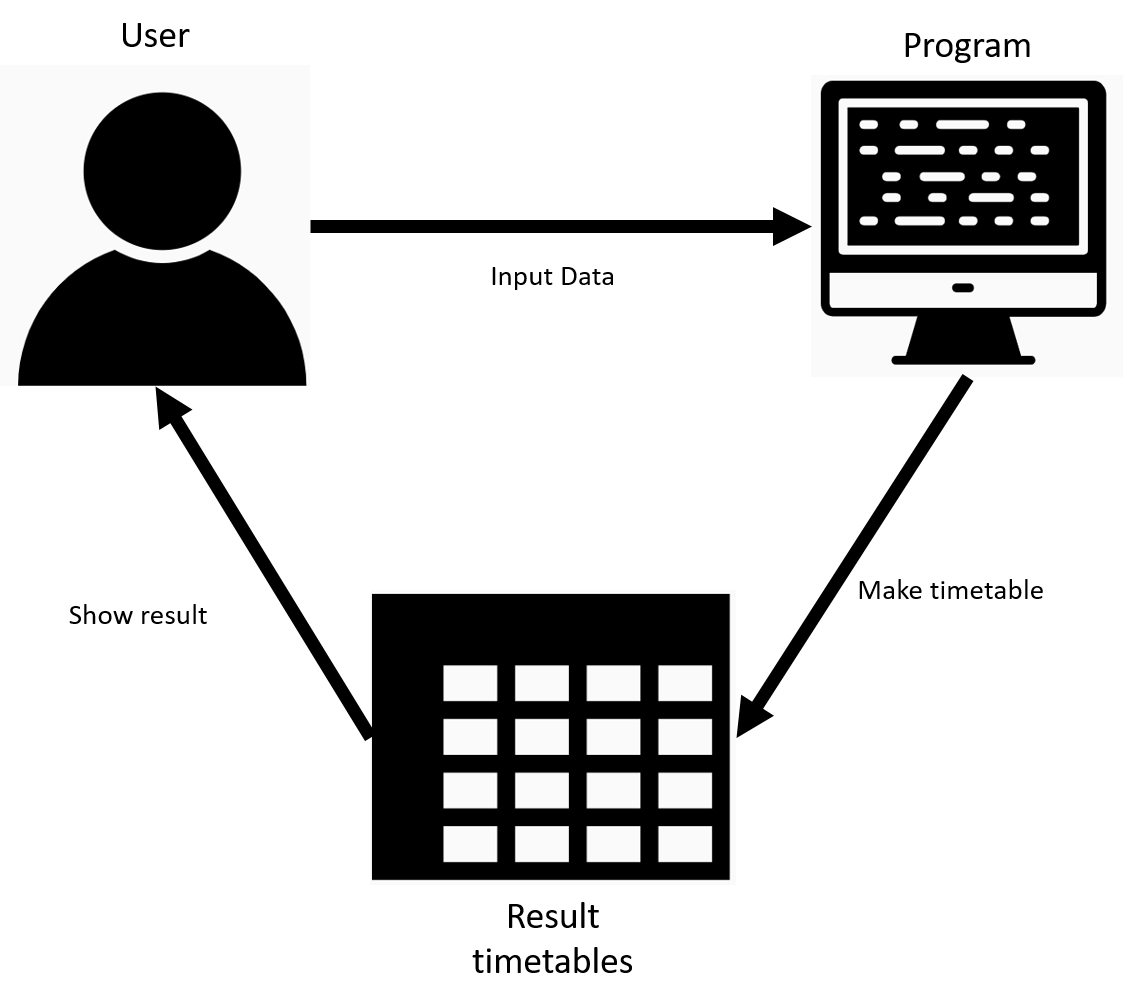 User
Program
Input Data
Make timetable
Show result
Result
timetables